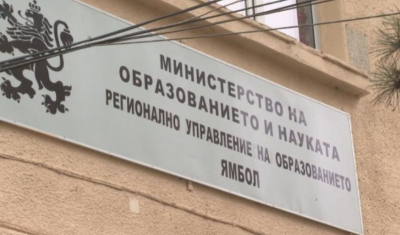 МИНИСТЕРСТВО НА
ОБРАЗОВАНИЕТО И НАУКАТА
РЕГИОНАЛНО УПРАВЛЕНИЕ НА ОБРАЗОВАНИЕТО
ЯМБОЛ